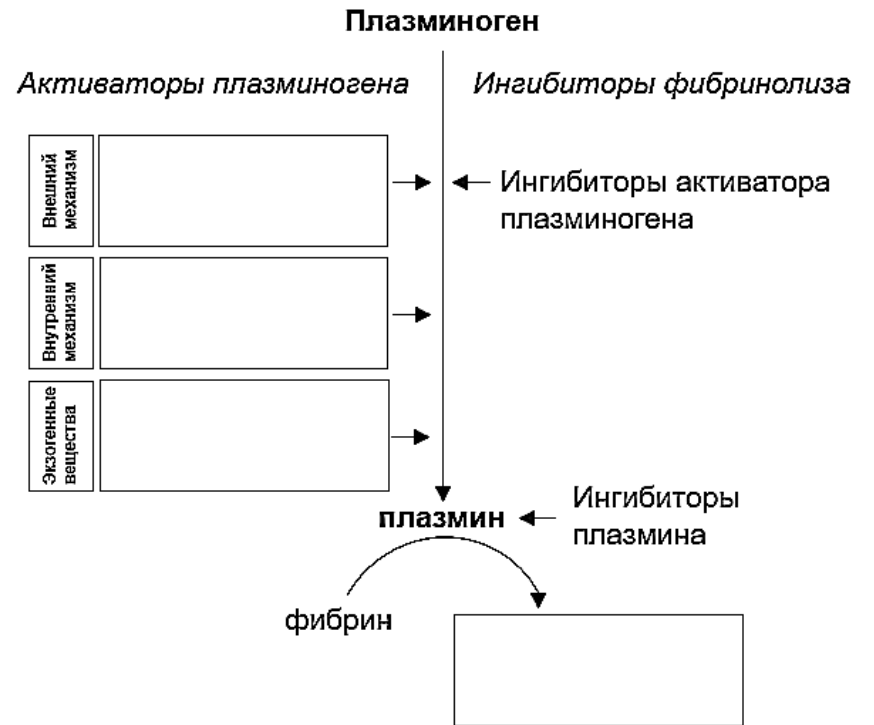 Плазминоген
Активаторы плазминогена
Ингибиторы фибринолиза
Внешний
механизм
Ингибиторы активатора
плазминогена
Внутренний
механизм
Экзогенные
вещества
плазмин
Ингибиторы
плазмина
фибрин